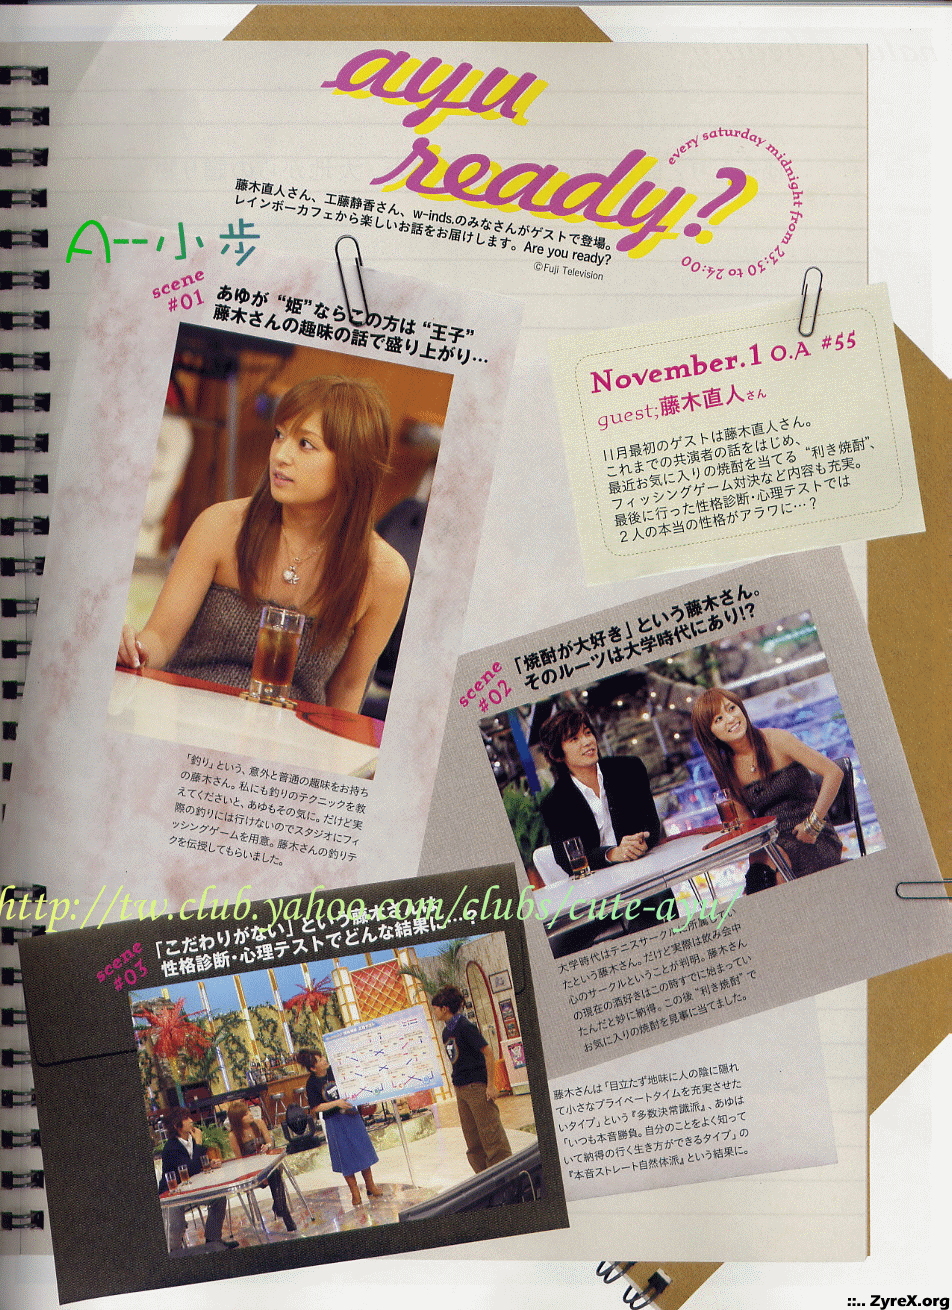 ayu
ready?
every saturday midnight from 23:30 to 24:00
藤木直人さん、工藤静香さん、w-inds.のみなさんがゲストで登場。
レインボーカフェから楽しいお話をお届けします。Are you ready?
©Fuji Television
A--小步
scene
#01
あゆが“姫”ならこの方は“王子”
藤木さんの趣味の話で盛り上がり…
November.1 O.A #55
guest;藤木直人さん
11月最初のゲストは藤木直人さん。
これまでの共演者の話をはじめ、
最近お気に入りの焼酎を当てる“利き焼酎”、
フィッシングゲーム対決など内容も充実。
最後に行った性格診断・心理テストでは
2人の本当の性格がアラワに…?
scene
#02
「焼酎が大好き」という藤木さん。
そのルーツは大学時代にあり!?
「釣り」という、意外と普通の趣味をお持ち
の藤木さん。私にも釣りのテクニックを教
えてくださいと、あゆもその気に。だけど実
際の釣りには行けないのでスタジオにフィ
ッシングゲームを用意。藤木さんの釣りテ
クを伝授してもらいました。
http://tw.club.yahoo.com/clubs/cute-ayu/
scene
#03
「こだわりがない」という藤木さんは
性格診断・心理テストでどんな結果に…?
大学時代はテニスサークルに所属してい
たという藤木さん。だけど実際は飲み会中
心のサークルということが判明。藤木さん
の現在の酒好きはこの時すでに始まってい
たんだと妙に納得。この後“利き焼酎”で
お気に入りの焼酎を見事に当てました。
藤木さんは「目立たず地味に人の陰に隠れ
て小さなプライベートタイムを充実させた
いタイプ」という『多数決常識派』、あゆは
「いつも本音勝負。自分のことをよく知って
いて納得の行く生き方ができるタイプ」の
『本音ストレート自然体派』という結果に。
::.. ZyreX.org